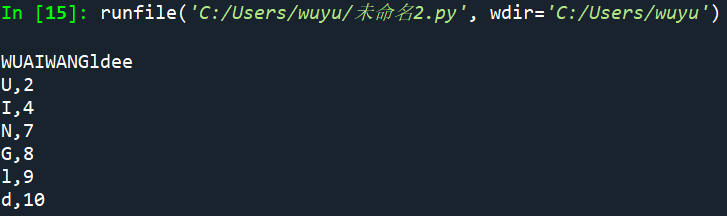 In [15]: runfile('C:/Users/wuyu/未命名2.py', wdir='C:/Users/wuyu')
WUAIWANGldee
U,2
I,4
N,7
G,8
l,9
d,10